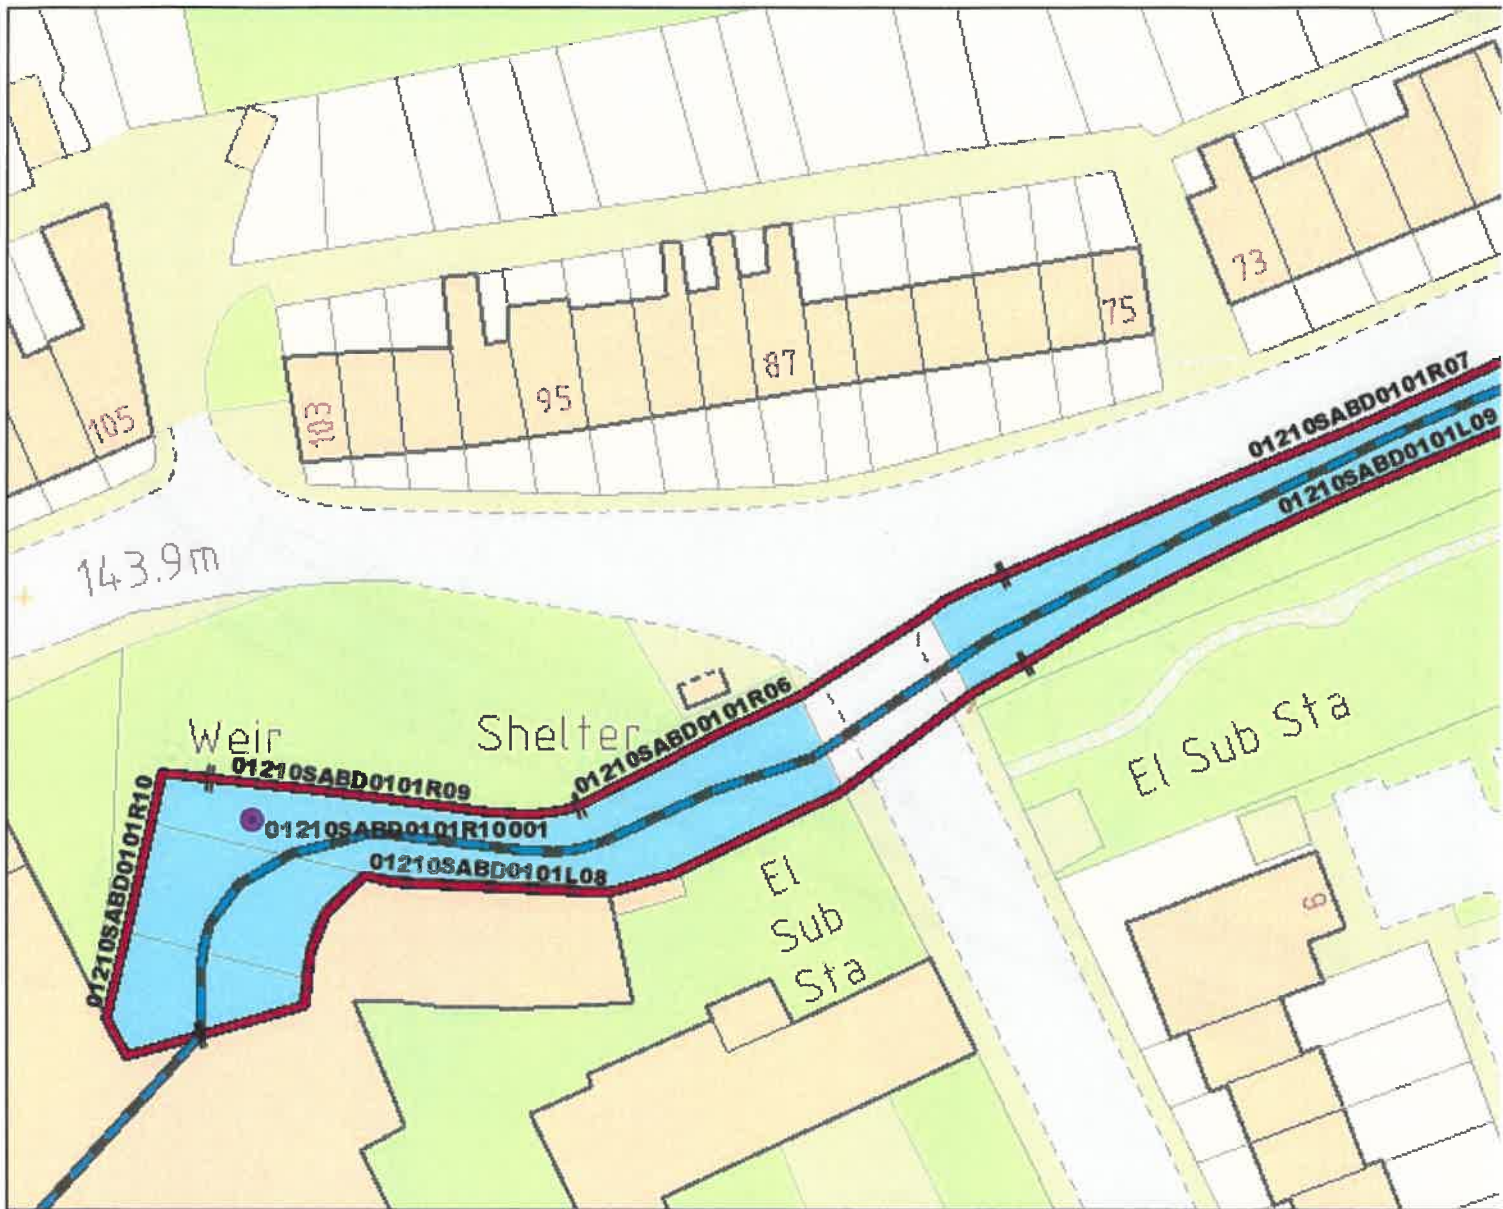 73
75
87
95
103
105
01210SABD0101R07
01210SABD0101L09
143.9m
01210SABD0101R06
Weir
Shelter
El Sub Sta
01210SABD0101R09
01210SABD0101R10
01210SABD0101R10001
01210SABD0101L08
El
Sub
Sta
9